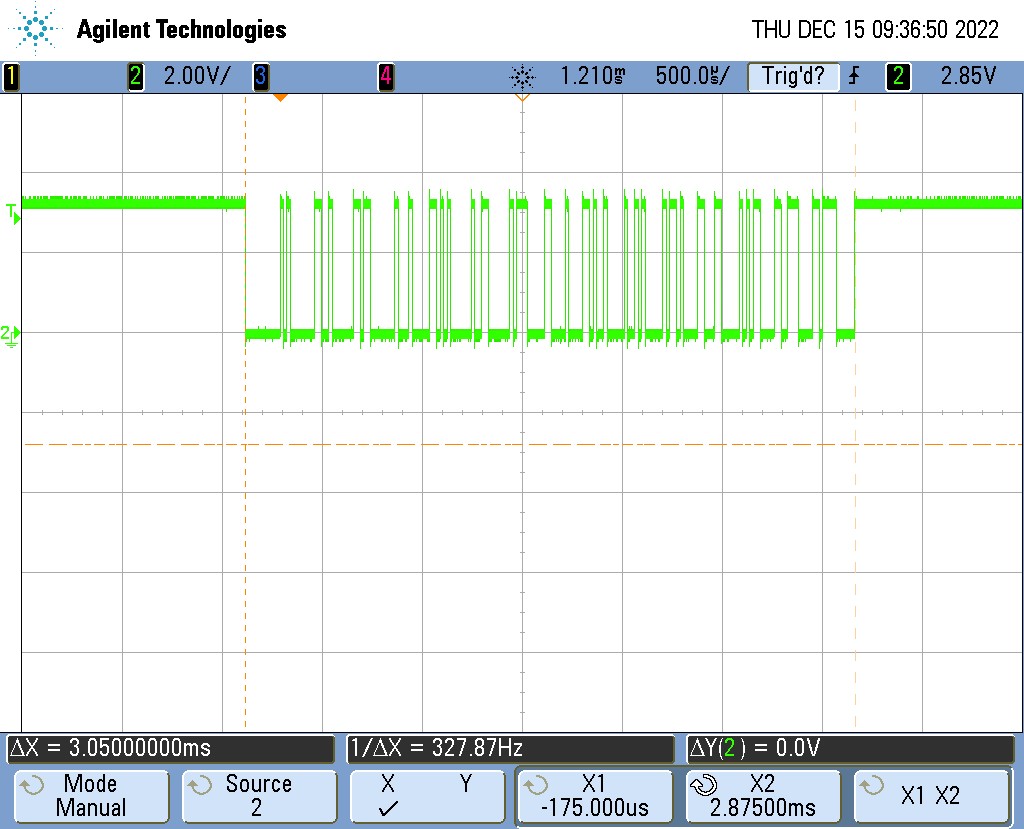 Agilent Technologies
THU DEC 15 09:36:50 2022
1 2 2.00V/ 3 4 1.210ms 500.0us/ Trig'd? 2 2.85V
T
2
ΔX = 3.05000000ms 1/ΔX = 327.87Hz ΔY(2) = 0.0V
Mode Source X Y X1 X2 X1 X2
Manual 2 ✓ -175.000us 2.87500ms